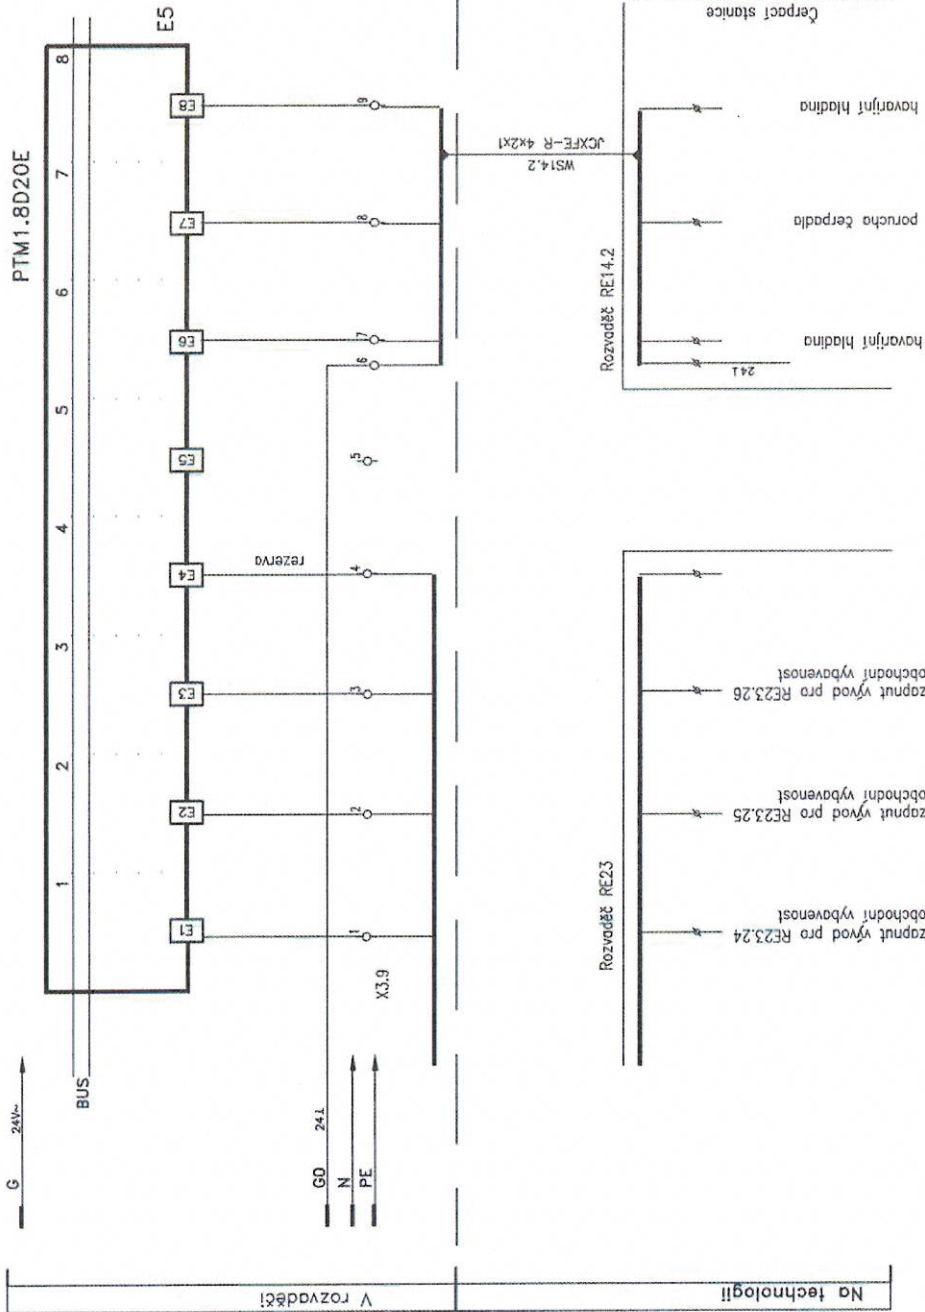 PTM1.8D20E
E5
G
24V~
BUS
1
2
3
4
5
6
7
8
E1
E2
E3
E4
E5
E6
E7
E8
rezerva
G0
24⊥
N
PE
X3.9
1
2
3
4
5
6
7
8
9
V rozvaděči
WS14.2
JCXFE-R 4x2x1
Na technologii
Rozvaděč RE23
zapnut vývod pro RE23.24
obchodní vybavenost
zapnut vývod pro RE23.25
obchodní vybavenost
zapnut vývod pro RE23.26
obchodní vybavenost
Rozvaděč RE14.2
24⊥
havarijní hladina
porucha čerpadla
havarijní hladina
Čerpací stanice